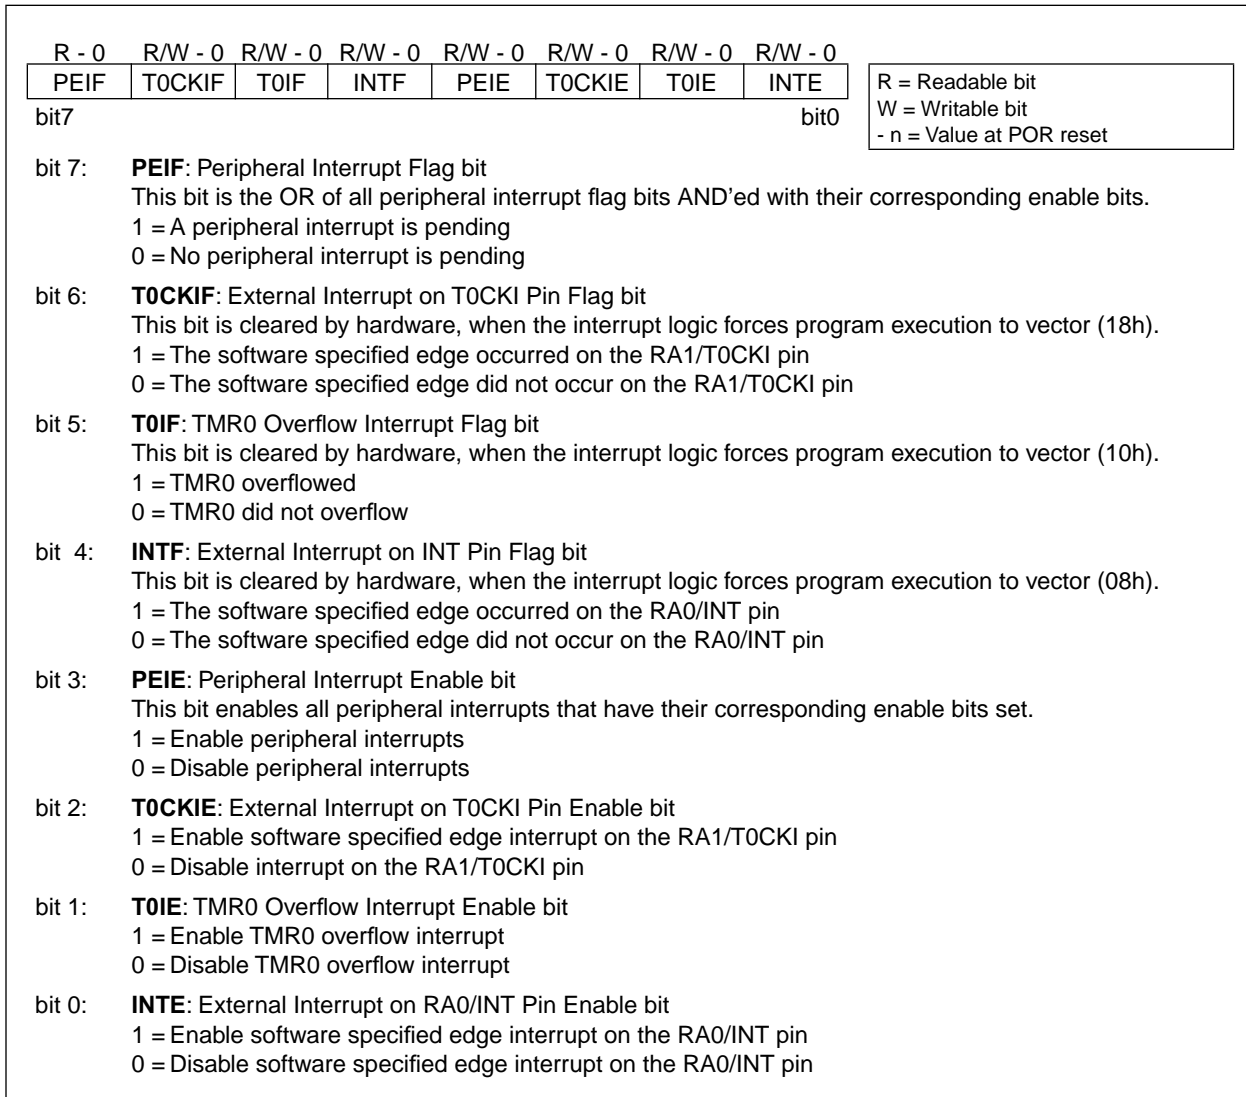 R - 0 R/W - 0 R/W - 0 R/W - 0 R/W - 0 R/W - 0 R/W - 0 R/W - 0
PEIF T0CKIF T0IF INTF PEIE T0CKIE T0IE INTE
bit7 bit0
R = Readable bit
W = Writable bit
- n = Value at POR reset
bit 7: PEIF: Peripheral Interrupt Flag bit
This bit is the OR of all peripheral interrupt flag bits AND'ed with their corresponding enable bits.
1 = A peripheral interrupt is pending
0 = No peripheral interrupt is pending
bit 6: T0CKIF: External Interrupt on T0CKI Pin Flag bit
This bit is cleared by hardware, when the interrupt logic forces program execution to vector (18h).
1 = The software specified edge occurred on the RA1/T0CKI pin
0 = The software specified edge did not occur on the RA1/T0CKI pin
bit 5: T0IF: TMR0 Overflow Interrupt Flag bit
This bit is cleared by hardware, when the interrupt logic forces program execution to vector (10h).
1 = TMR0 overflowed
0 = TMR0 did not overflow
bit 4: INTF: External Interrupt on INT Pin Flag bit
This bit is cleared by hardware, when the interrupt logic forces program execution to vector (08h).
1 = The software specified edge occurred on the RA0/INT pin
0 = The software specified edge did not occur on the RA0/INT pin
bit 3: PEIE: Peripheral Interrupt Enable bit
This bit enables all peripheral interrupts that have their corresponding enable bits set.
1 = Enable peripheral interrupts
0 = Disable peripheral interrupts
bit 2: T0CKIE: External Interrupt on T0CKI Pin Enable bit
1 = Enable software specified edge interrupt on the RA1/T0CKI pin
0 = Disable interrupt on the RA1/T0CKI pin
bit 1: T0IE: TMR0 Overflow Interrupt Enable bit
1 = Enable TMR0 overflow interrupt
0 = Disable TMR0 overflow interrupt
bit 0: INTE: External Interrupt on RA0/INT Pin Enable bit
1 = Enable software specified edge interrupt on the RA0/INT pin
0 = Disable software specified edge interrupt on the RA0/INT pin